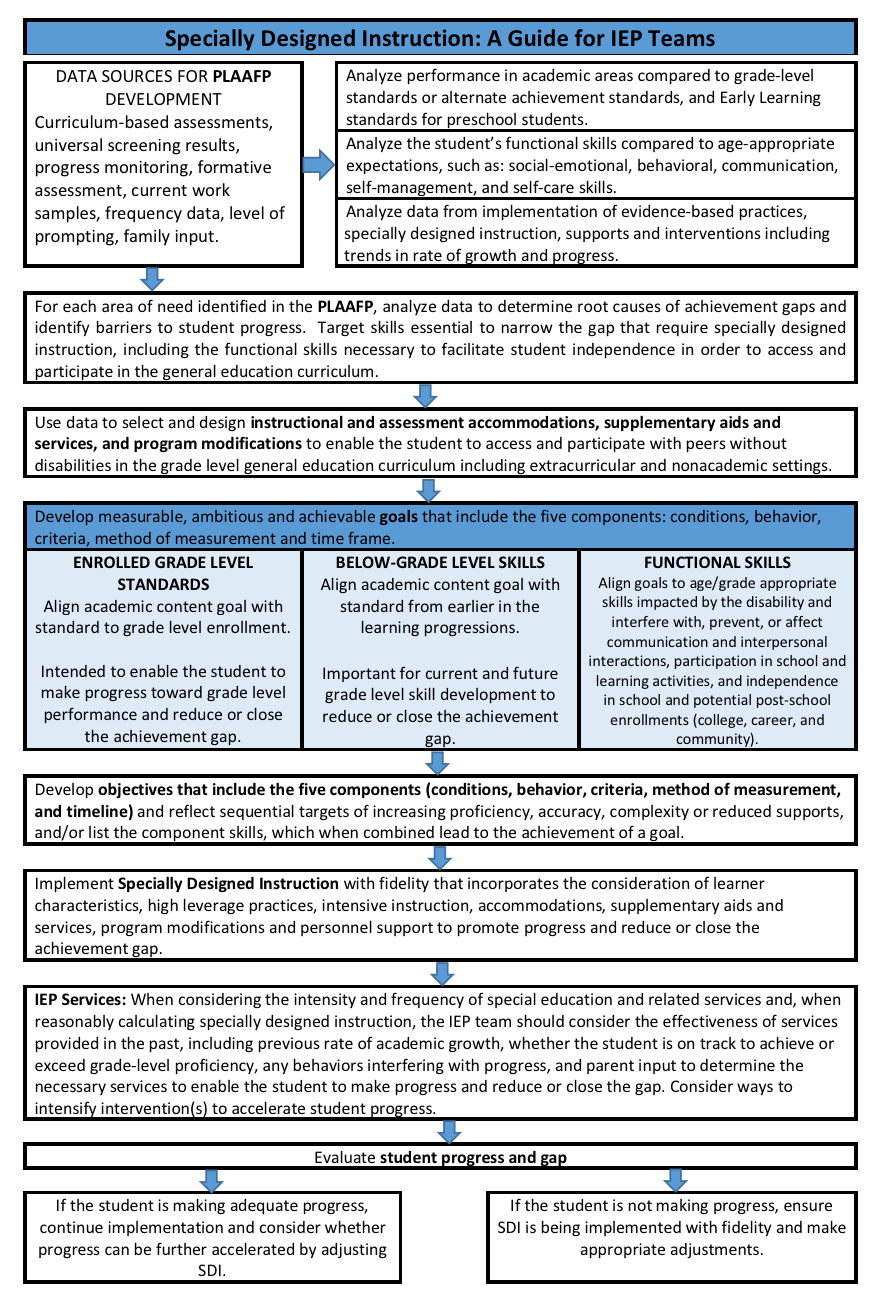 Specially Designed Instruction: A Guide for IEP Teams
DATA SOURCES FOR PLAAFP
DEVELOPMENT
Curriculum-based assessments,
universal screening results,
progress monitoring, formative
assessment, current work
samples, frequency data, level of
prompting, family input.
Analyze performance in academic areas compared to grade-level
standards or alternate achievement standards, and Early Learning
standards for preschool students.
Analyze the student’s functional skills compared to age-appropriate
expectations, such as: social-emotional, behavioral, communication,
self-management, and self-care skills.
Analyze data from implementation of evidence-based practices,
specially designed instruction, supports and interventions including
trends in rate of growth and progress.
For each area of need identified in the PLAAFP, analyze data to determine root causes of achievement gaps and
identify barriers to student progress. Target skills essential to narrow the gap that require specially designed
instruction, including the functional skills necessary to facilitate student independence in order to access and
participate in the general education curriculum.
Use data to select and design instructional and assessment accommodations, supplementary aids and
services, and program modifications to enable the student to access and participate with peers without
disabilities in the grade level general education curriculum including extracurricular and nonacademic settings.
Develop measurable, ambitious and achievable goals that include the five components: conditions, behavior,
criteria, method of measurement and time frame.
ENROLLED GRADE LEVEL
STANDARDS
Align academic content goal with
standard to grade level enrollment.
Intended to enable the student to
make progress toward grade level
performance and reduce or close
the achievement gap.
BELOW-GRADE LEVEL SKILLS
Align academic content goal with
standard from earlier in the
learning progressions.
Important for current and future
grade level skill development to
reduce or close the achievement
gap.
FUNCTIONAL SKILLS
Align goals to age/grade appropriate
skills impacted by the disability and
interfere with, prevent, or affect
communication and interpersonal
interactions, participation in school and
learning activities, and independence
in school and potential post-school
enrollments (college, career, and
community).
Develop objectives that include the five components (conditions, behavior, criteria, method of measurement,
and timeline) and reflect sequential targets of increasing proficiency, accuracy, complexity or reduced supports,
and/or list the component skills, which when combined lead to the achievement of a goal.
Implement Specially Designed Instruction with fidelity that incorporates the consideration of learner
characteristics, high leverage practices, intensive instruction, accommodations, supplementary aids and
services, program modifications and personnel support to promote progress and reduce or close the
achievement gap.
IEP Services: When considering the intensity and frequency of special education and related services and, when
reasonably calculating specially designed instruction, the IEP team should consider the effectiveness of services
provided in the past, including previous rate of academic growth, whether the student is on track to achieve or
exceed grade-level proficiency, any behaviors interfering with progress, and parent input to determine the
necessary services to enable the student to make progress and reduce or close the gap. Consider ways to
intensify intervention(s) to accelerate student progress.
Evaluate student progress and gap
If the student is making adequate progress,
continue implementation and consider whether
progress can be further accelerated by adjusting
SDI.
If the student is not making progress, ensure
SDI is being implemented with fidelity and make
appropriate adjustments.